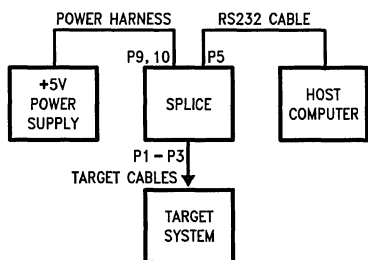 POWER HARNESS
RS232 CABLE
P9, 10
P5
+5V
POWER
SUPPLY
SPLICE
HOST
COMPUTER
P1 – P3
TARGET CABLES
TARGET
SYSTEM